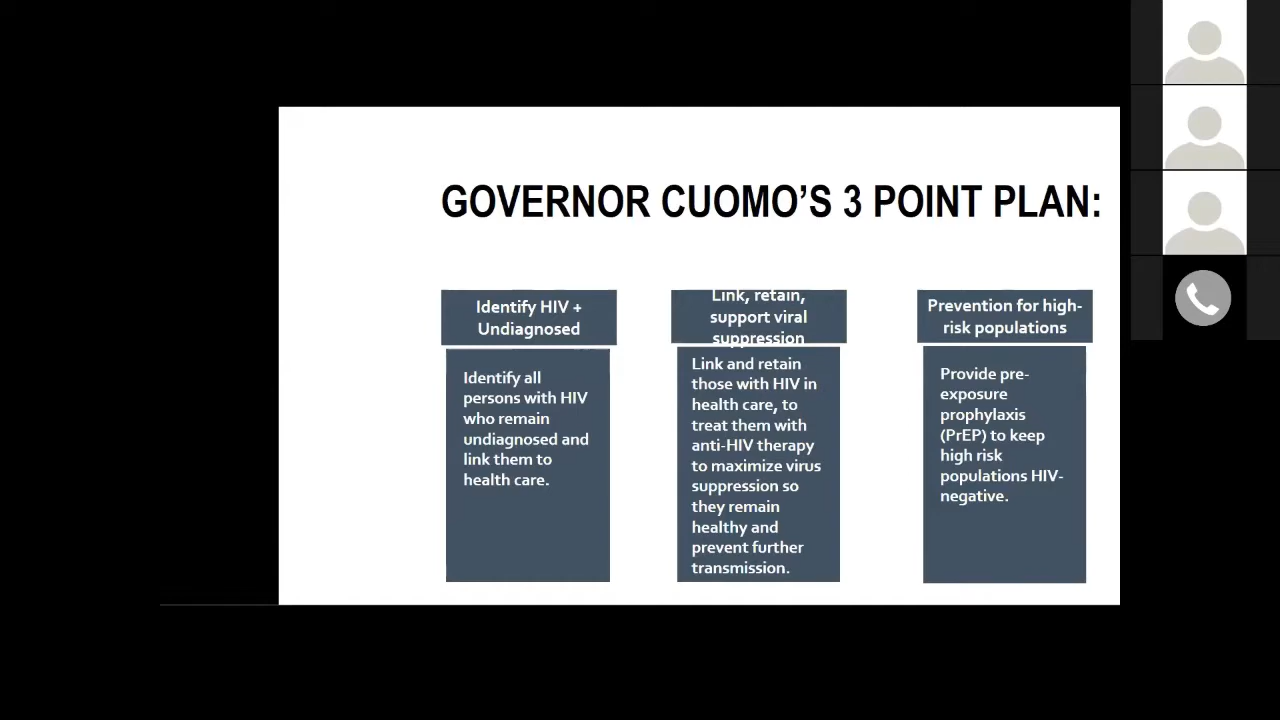 GOVERNOR CUOMO’S 3 POINT PLAN:
Identify HIV +
Undiagnosed
Identify all
persons with HIV
who remain
undiagnosed and
link them to
health care.
Link, retain,
support viral
suppression
Link and retain
those with HIV in
health care, to
treat them with
anti-HIV therapy
to maximize virus
suppression so
they remain
healthy and
prevent further
transmission.
Prevention for high-
risk populations
Provide pre-
exposure
prophylaxis
(PrEP) to keep
high risk
populations HIV-
negative.